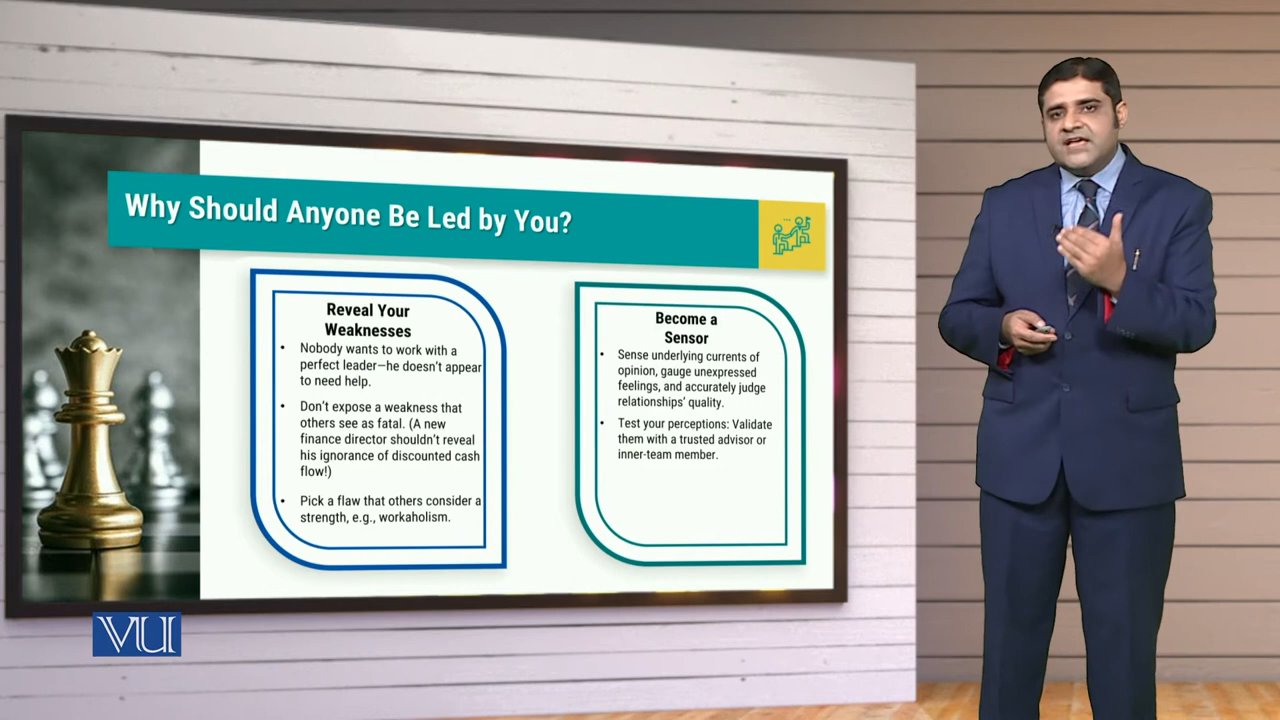 Why Should Anyone Be Led by You?
Reveal Your
Weaknesses
• Nobody wants to work with a
perfect leader—he doesn't appear
to need help.
• Don't expose a weakness that
others see as fatal. (A new
finance director shouldn't reveal
his ignorance of discounted cash
flow!)
• Pick a flaw that others consider a
strength, e.g., workaholism.
Become a
Sensor
• Sense underlying currents of
opinion, gauge unexpressed
feelings, and accurately judge
relationships' quality.
• Test your perceptions: Validate
them with a trusted advisor or
inner-team member.
VU